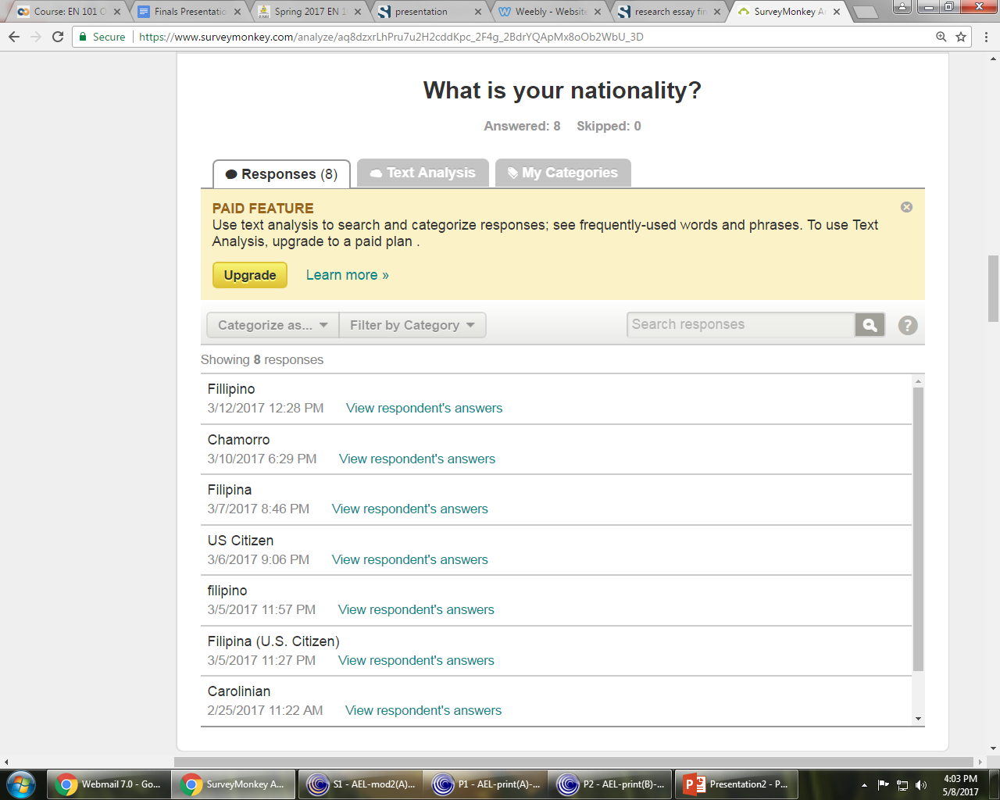 Course: EN 101 O
Finals Presentatio
Spring 2017 EN 1
presentation
Weebly - Website
research essay fin
SurveyMonkey A
Secure
https://www.surveymonkey.com/analyze/aq8dzxrLhPru7u2H2cddKpc_2F4g_2BdrYQApMx8oOb2WbU_3D
What is your nationality?
Answered: 8 Skipped: 0
Responses (8)
Text Analysis
My Categories
PAID FEATURE
Use text analysis to search and categorize responses; see frequently-used words and phrases. To use Text
Analysis, upgrade to a paid plan .
Upgrade
Learn more »
Categorize as...
Filter by Category
Search responses
?
Showing 8 responses
Fillipino
3/12/2017 12:28 PM View respondent's answers
Chamorro
3/10/2017 6:29 PM View respondent's answers
Filipina
3/7/2017 8:46 PM View respondent's answers
US Citizen
3/6/2017 9:06 PM View respondent's answers
filipino
3/5/2017 11:57 PM View respondent's answers
Filipina (U.S. Citizen)
3/5/2017 11:27 PM View respondent's answers
Carolinian
2/25/2017 11:22 AM View respondent's answers
Webmail 7.0 - Go...
SurveyMonkey A...
S1 - AEL-mod2(A)...
P1 - AEL-print(A)-...
P2 - AEL-print(B)-...
Presentation2 - P...
4:03 PM
5/8/2017